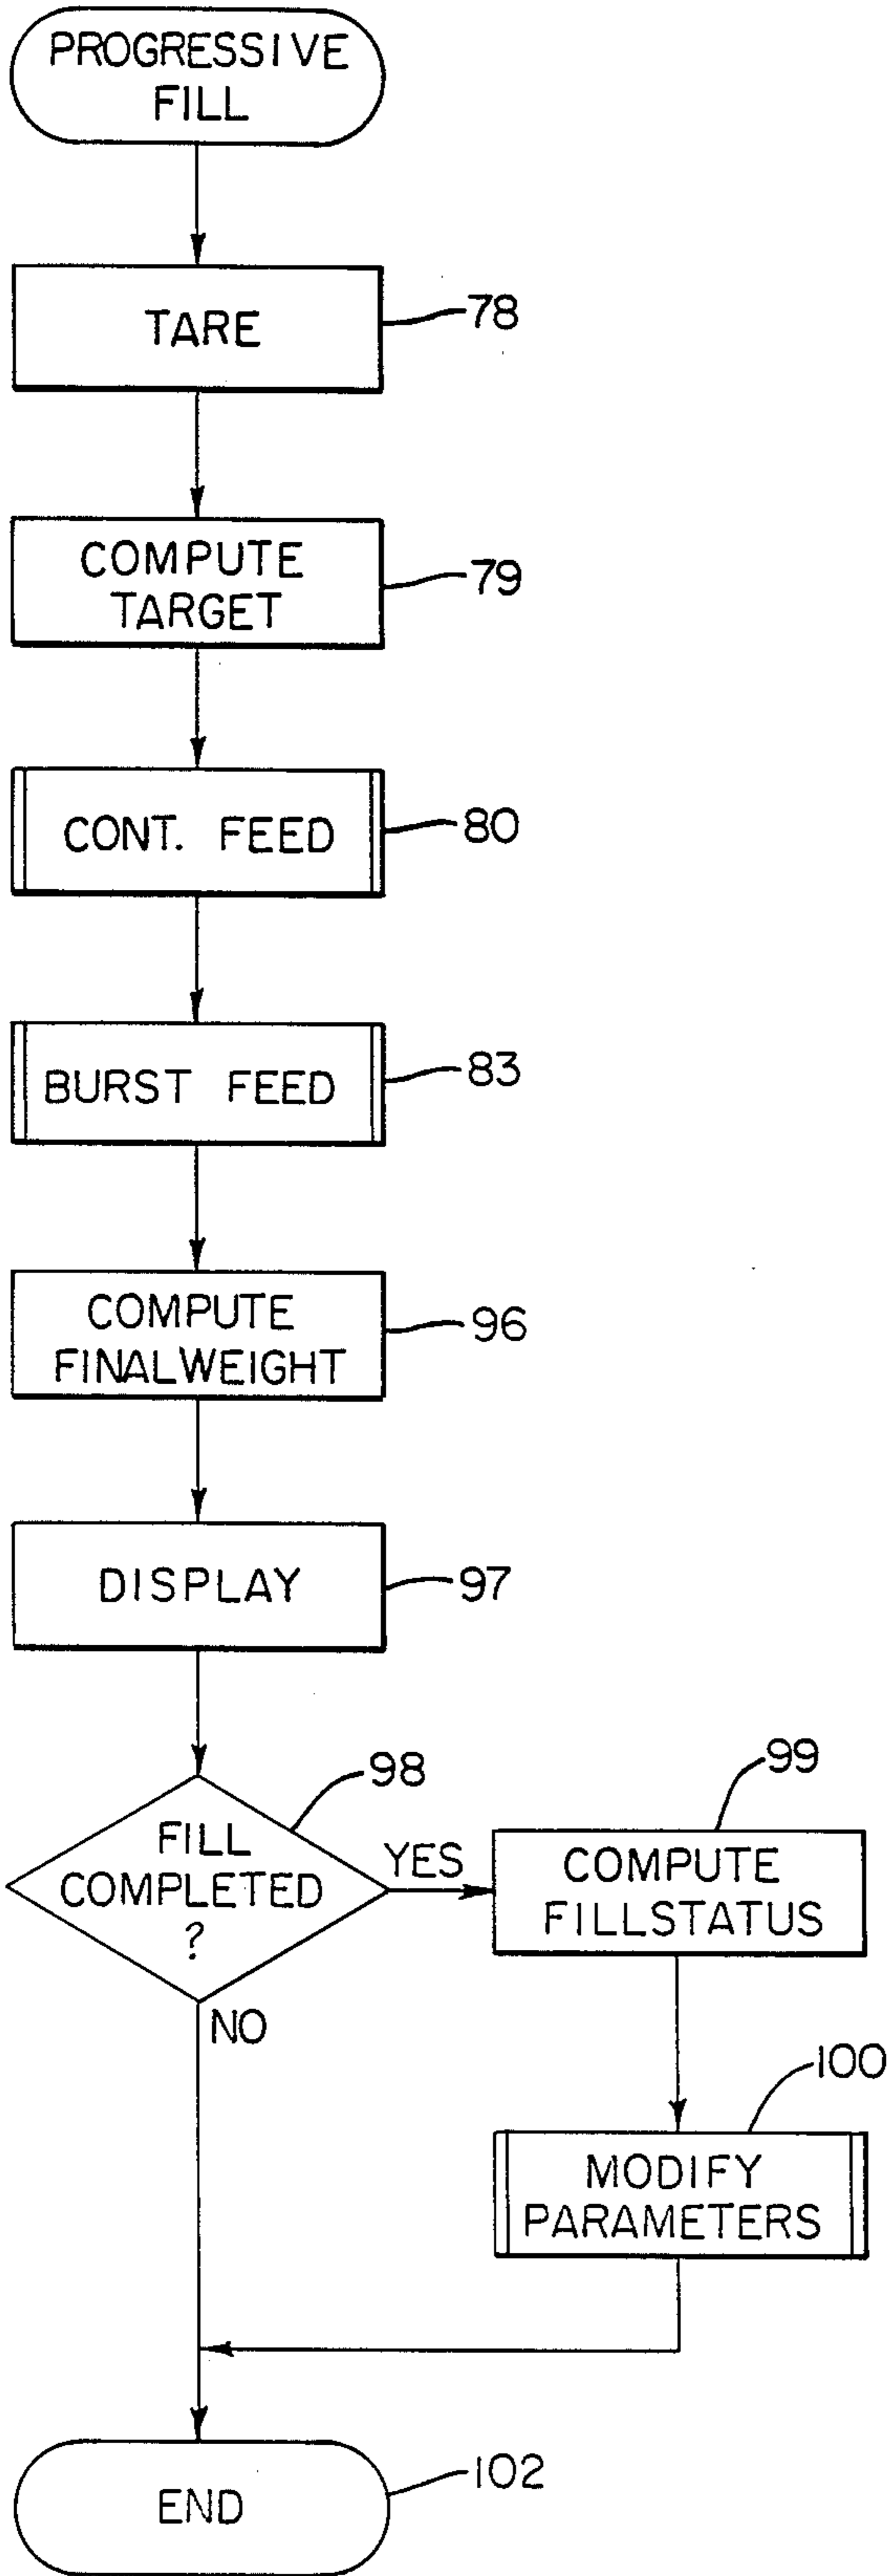 PROGRESSIVE
FILL
TARE
78
COMPUTE
TARGET
79
CONT. FEED
80
BURST FEED
83
COMPUTE
FINALWEIGHT
96
DISPLAY
97
98
FILL
COMPLETED
?
YES
NO
99
COMPUTE
FILLSTATUS
100
MODIFY
PARAMETERS
END
102